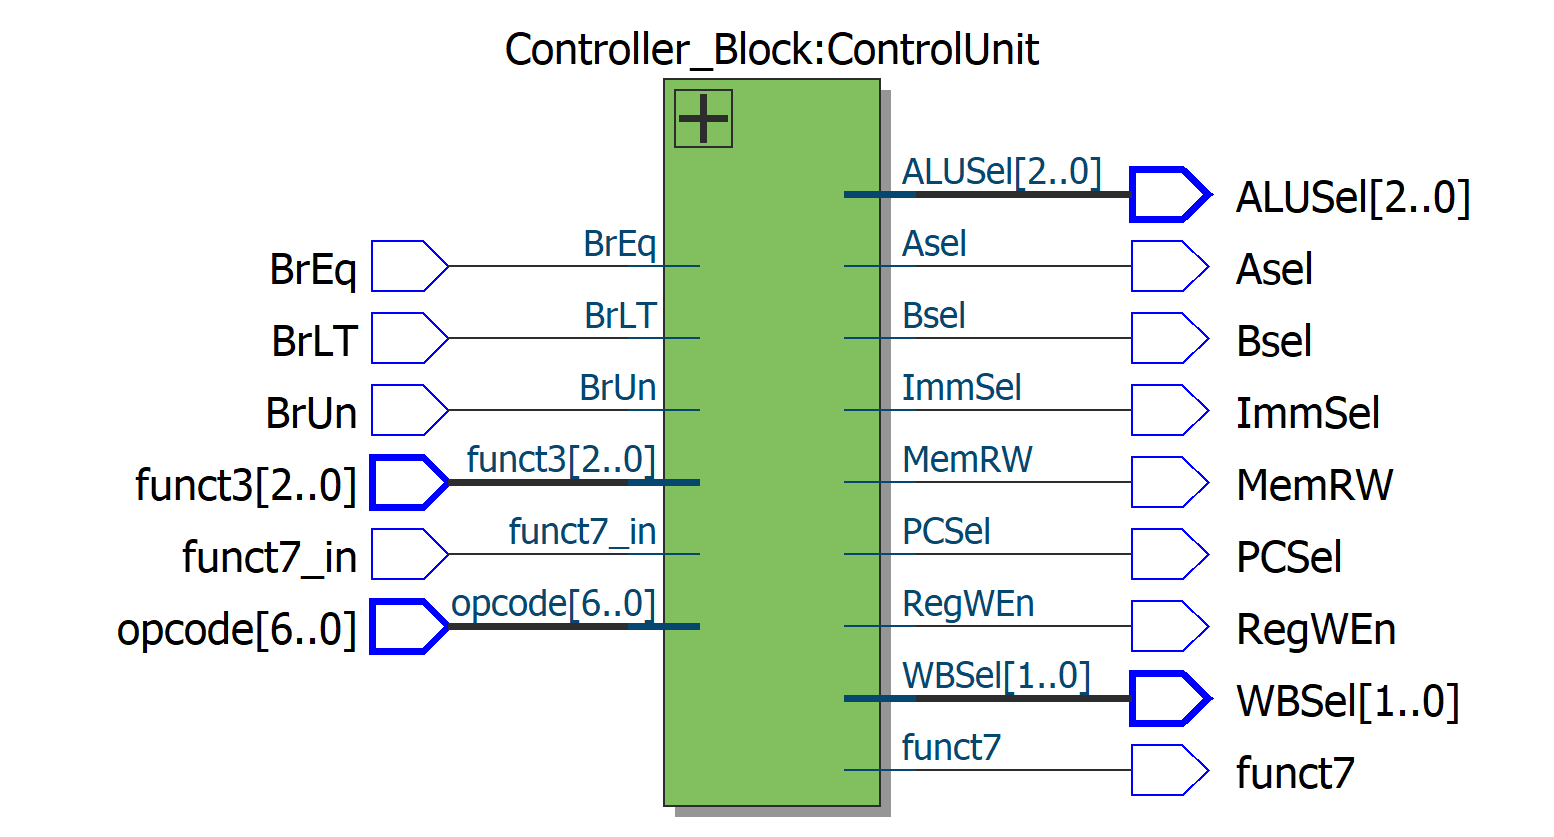 Controller_Block:ControlUnit
ALUSel[2..0]
ALUSel[2..0]
BrEq
BrEq
Asel
Asel
BrLT
BrLT
Bsel
Bsel
BrUn
BrUn
ImmSel
ImmSel
funct3[2..0]
funct3[2..0]
MemRW
MemRW
funct7_in
funct7_in
PCSel
PCSel
opcode[6..0]
opcode[6..0]
RegWEn
RegWEn
WBSel[1..0]
WBSel[1..0]
funct7
funct7